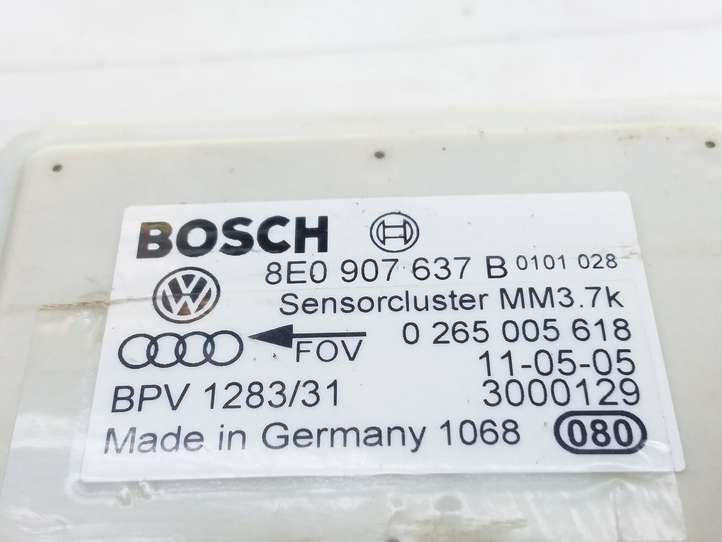 BOSCH
8E0 907 637 B 0101 028
Sensorcluster MM3.7k
FOV 0 265 005 618
11-05-05
BPV 1283/31 3000129
Made in Germany 1068 080